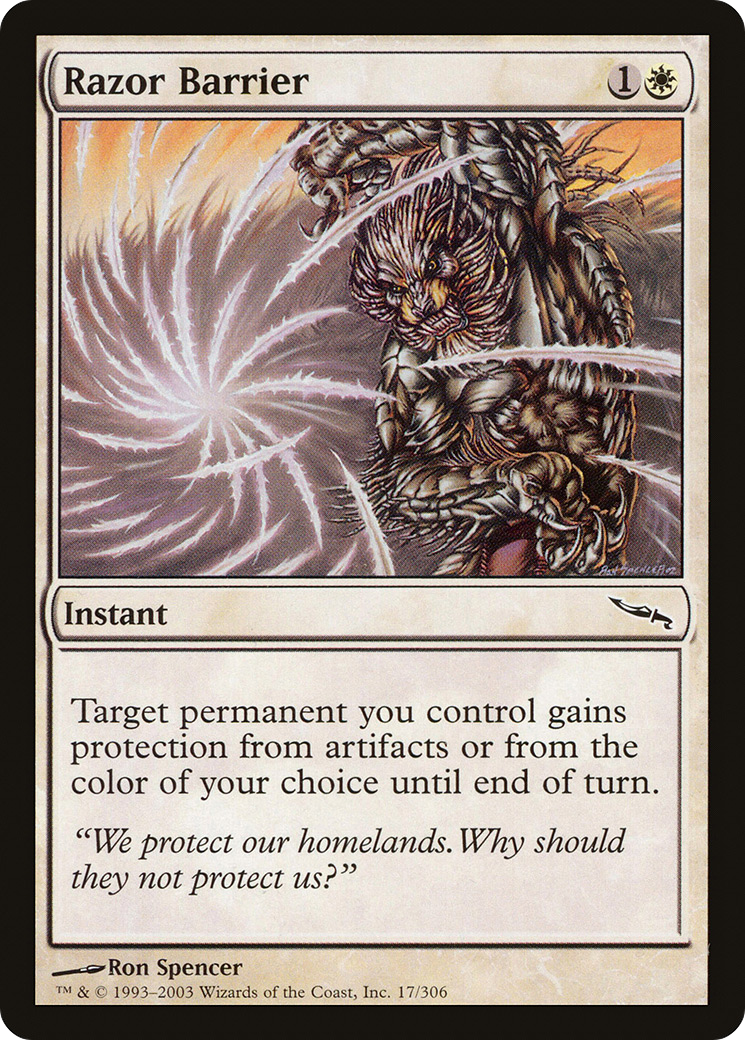 Razor Barrier
1
Instant
Target permanent you control gains
protection from artifacts or from the
color of your choice until end of turn.
“We protect our homelands. Why should
they not protect us?”
Ron Spencer
™ & © 1993–2003 Wizards of the Coast, Inc. 17/306